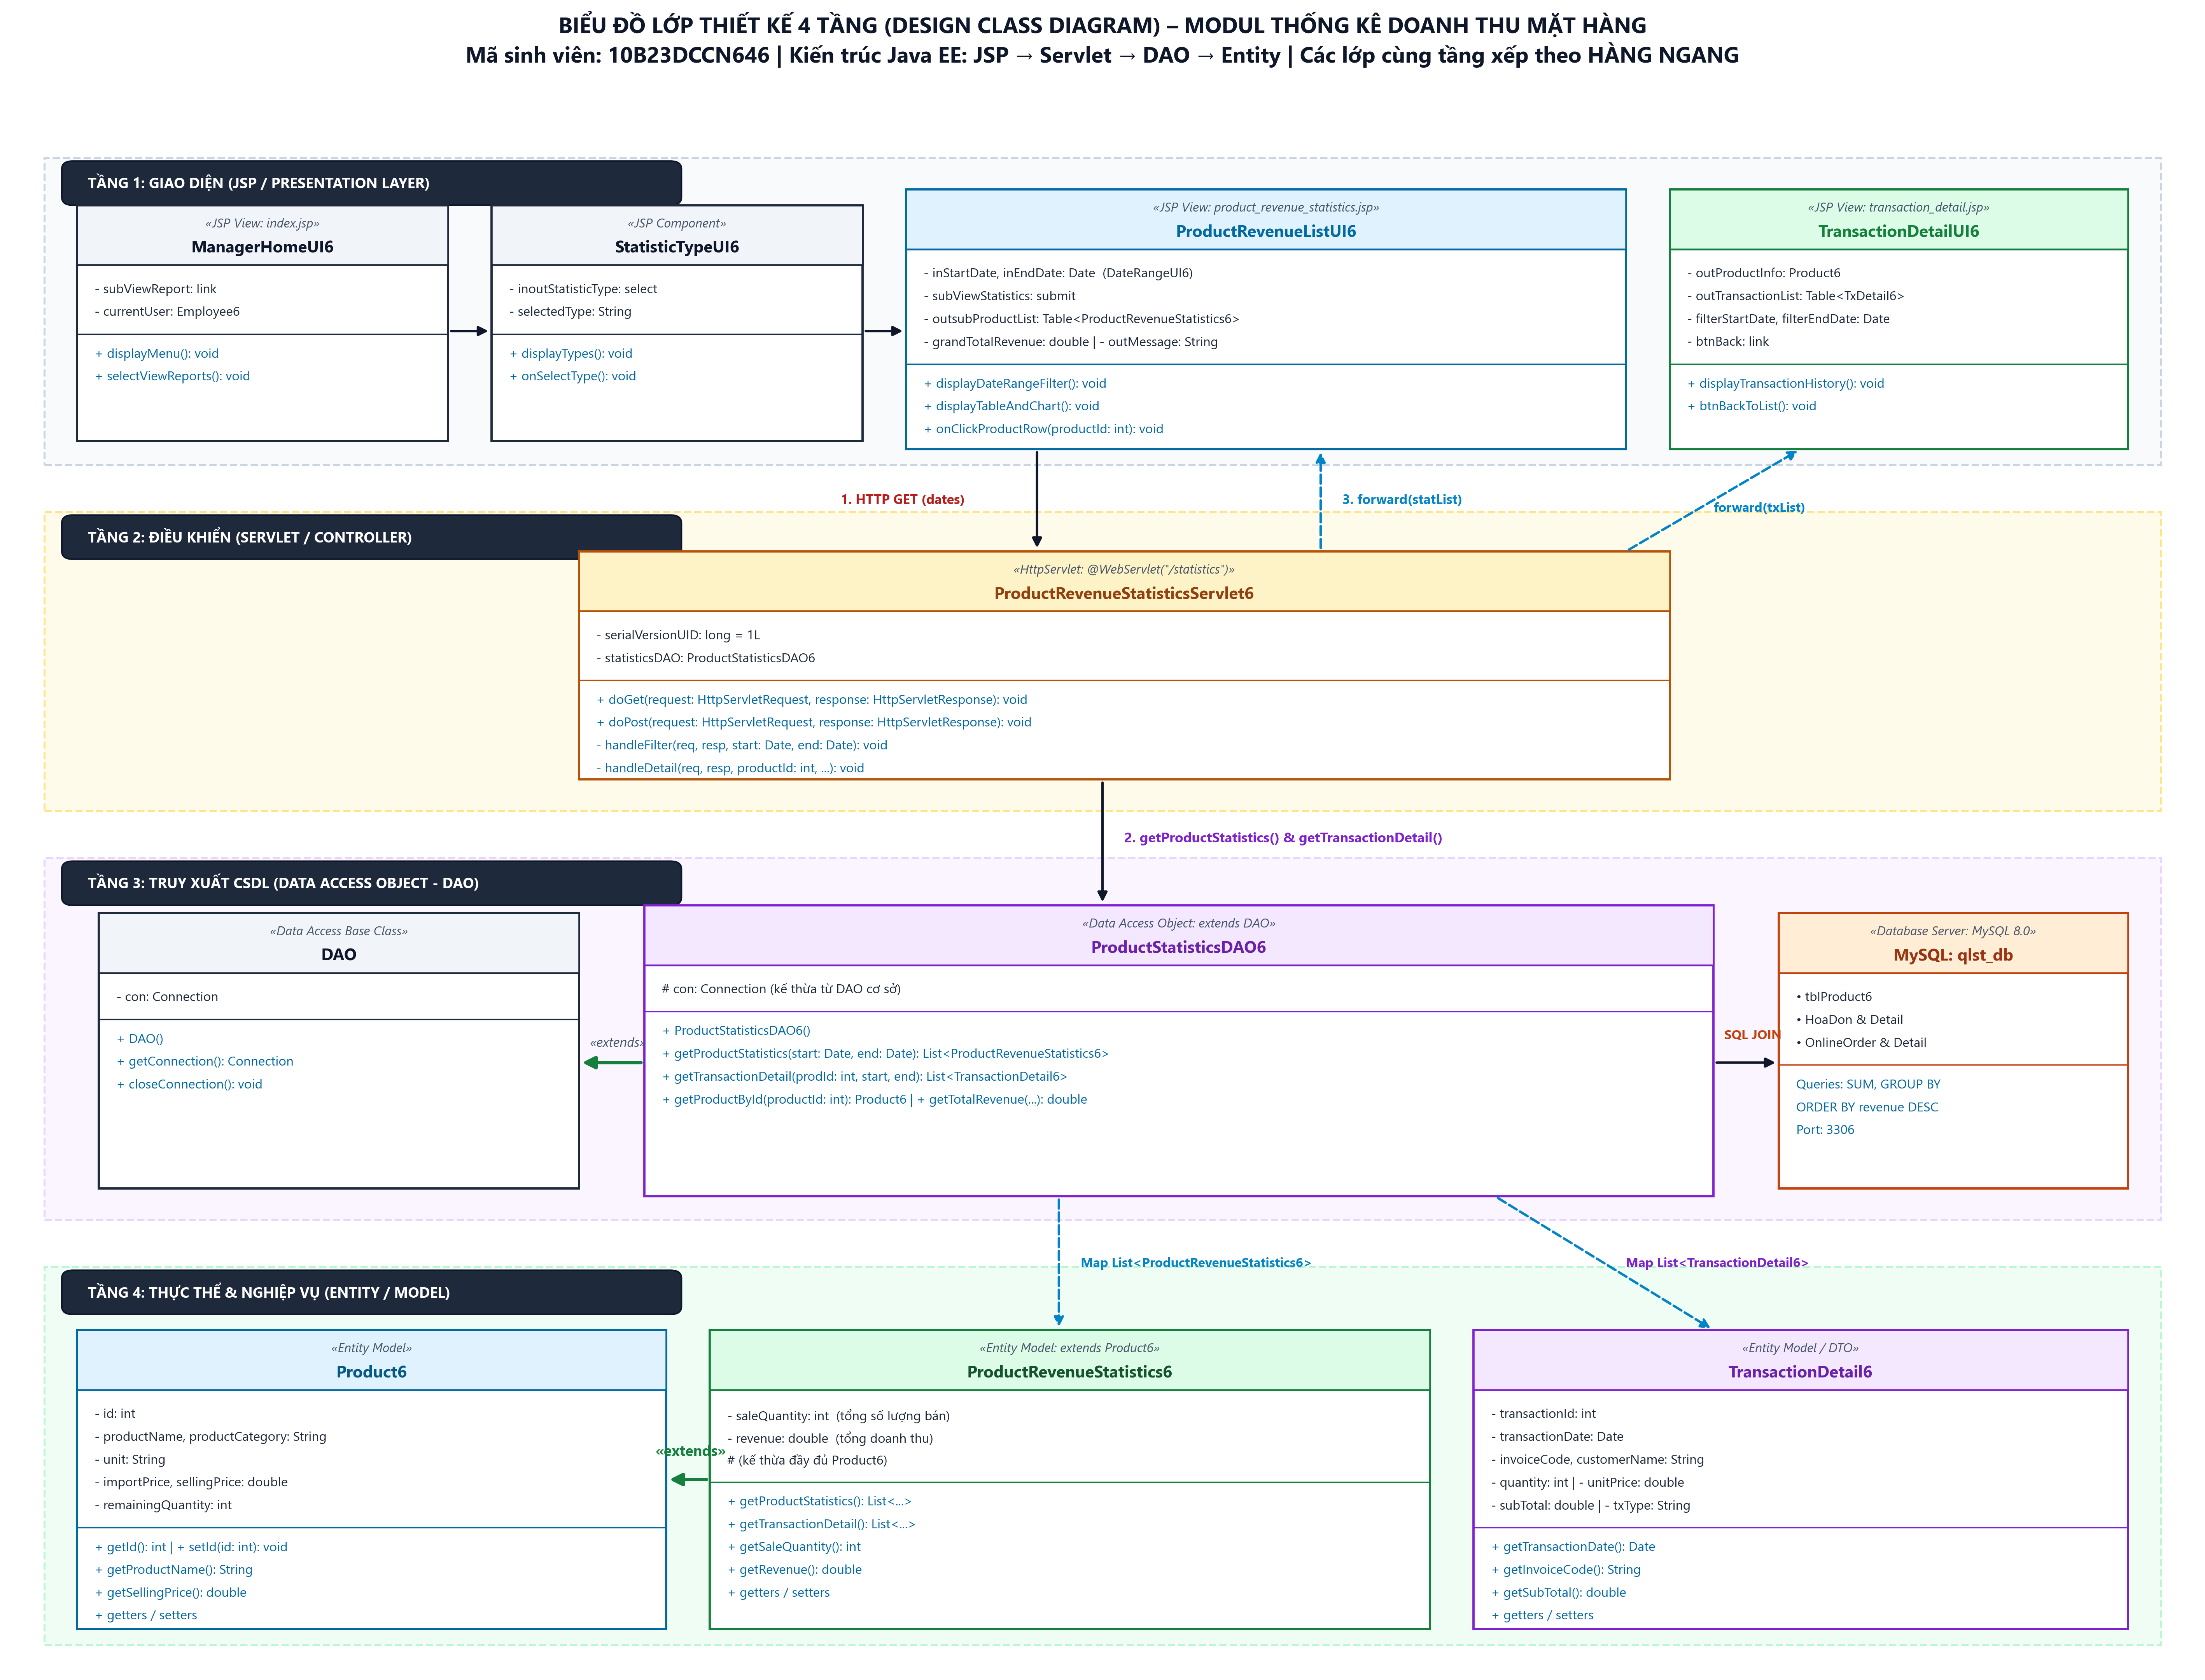 BIỂU ĐỒ LỚP THIẾT KẾ 4 TẦNG (DESIGN CLASS DIAGRAM) – MODUL THỐNG KÊ DOANH THU MẶT HÀNG
Mã sinh viên: 10B23DCCN646 | Kiến trúc Java EE: JSP → Servlet → DAO → Entity | Các lớp cùng tầng xếp theo HÀNG NGANG
TẦNG 1: GIAO DIỆN (JSP / PRESENTATION LAYER)
«JSP View: index.jsp»
ManagerHomeUI6
- subViewReport: link
- currentUser: Employee6
+ displayMenu(): void
+ selectViewReports(): void
«JSP Component»
StatisticTypeUI6
- inoutStatisticType: select
- selectedType: String
+ displayTypes(): void
+ onSelectType(): void
«JSP View: product_revenue_statistics.jsp»
ProductRevenueListUI6
- inStartDate, inEndDate: Date  (DateRangeUI6)
- subViewStatistics: submit
- outsubProductList: Table<ProductRevenueStatistics6>
- grandTotalRevenue: double | - outMessage: String
+ displayDateRangeFilter(): void
+ displayTableAndChart(): void
+ onClickProductRow(productId: int): void
«JSP View: transaction_detail.jsp»
TransactionDetailUI6
- outProductInfo: Product6
- outTransactionList: Table<TxDetail6>
- filterStartDate, filterEndDate: Date
- btnBack: link
+ displayTransactionHistory(): void
+ btnBackToList(): void
1. HTTP GET (dates)
3. forward(statList)
forward(txList)
TẦNG 2: ĐIỀU KHIỂN (SERVLET / CONTROLLER)
«HttpServlet: @WebServlet("/statistics")»
ProductRevenueStatisticsServlet6
- serialVersionUID: long = 1L
- statisticsDAO: ProductStatisticsDAO6
+ doGet(request: HttpServletRequest, response: HttpServletResponse): void
+ doPost(request: HttpServletRequest, response: HttpServletResponse): void
- handleFilter(req, resp, start: Date, end: Date): void
- handleDetail(req, resp, productId: int, ...): void
2. getProductStatistics() & getTransactionDetail()
TẦNG 3: TRUY XUẤT CSDL (DATA ACCESS OBJECT - DAO)
«Data Access Base Class»
DAO
- con: Connection
+ DAO()
+ getConnection(): Connection
+ closeConnection(): void
«extends»
«Data Access Object: extends DAO»
ProductStatisticsDAO6
# con: Connection (kế thừa từ DAO cơ sở)
+ ProductStatisticsDAO6()
+ getProductStatistics(start: Date, end: Date): List<ProductRevenueStatistics6>
+ getTransactionDetail(prodId: int, start, end): List<TransactionDetail6>
+ getProductById(productId: int): Product6 | + getTotalRevenue(...): double
SQL JOIN
«Database Server: MySQL 8.0»
MySQL: qlst_db
• tblProduct6
• HoaDon & Detail
• OnlineOrder & Detail
Queries: SUM, GROUP BY
ORDER BY revenue DESC
Port: 3306
Map List<ProductRevenueStatistics6>
Map List<TransactionDetail6>
TẦNG 4: THỰC THỂ & NGHIỆP VỤ (ENTITY / MODEL)
«Entity Model»
Product6
- id: int
- productName, productCategory: String
- unit: String
- importPrice, sellingPrice: double
- remainingQuantity: int
+ getId(): int | + setId(id: int): void
+ getProductName(): String
+ getSellingPrice(): double
+ getters / setters
«extends»
«Entity Model: extends Product6»
ProductRevenueStatistics6
- saleQuantity: int  (tổng số lượng bán)
- revenue: double  (tổng doanh thu)
# (kế thừa đầy đủ Product6)
+ getProductStatistics(): List<...>
+ getTransactionDetail(): List<...>
+ getSaleQuantity(): int
+ getRevenue(): double
+ getters / setters
«Entity Model / DTO»
TransactionDetail6
- transactionId: int
- transactionDate: Date
- invoiceCode, customerName: String
- quantity: int | - unitPrice: double
- subTotal: double | - txType: String
+ getTransactionDate(): Date
+ getInvoiceCode(): String
+ getSubTotal(): double
+ getters / setters